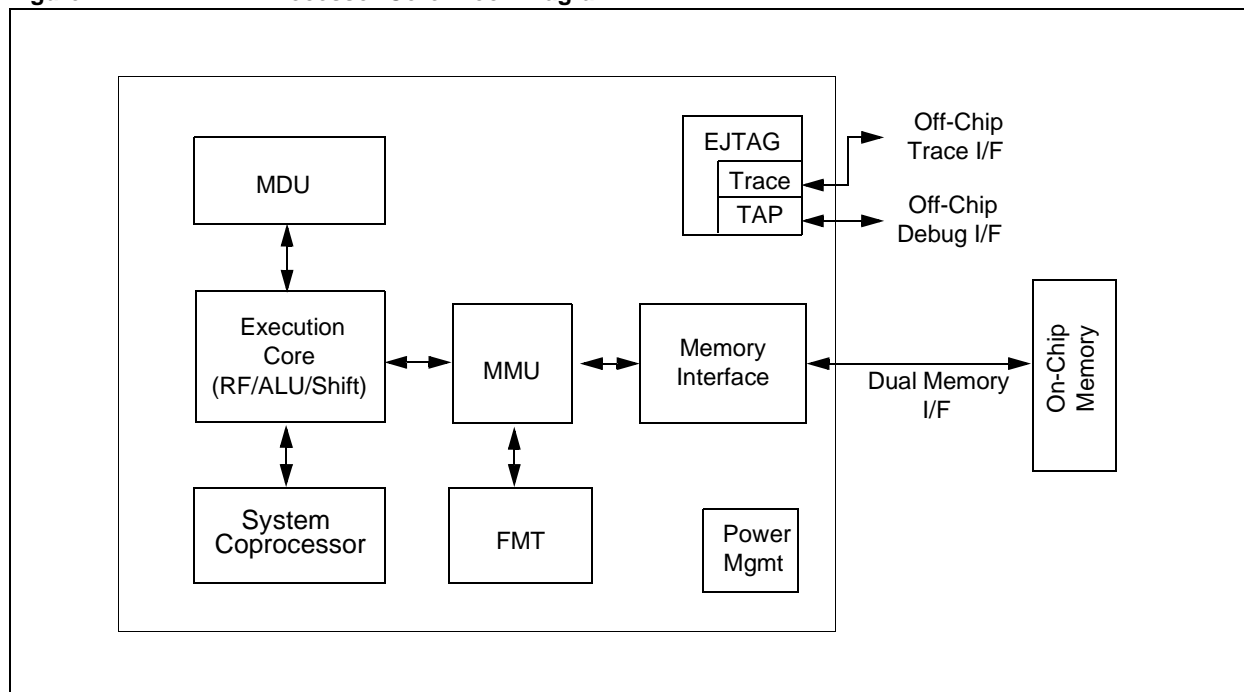 EJTAG
Trace
TAP
Off-Chip
Trace I/F
Off-Chip
Debug I/F
MDU
Execution
Core
(RF/ALU/Shift)
MMU
Memory
Interface
Dual Memory
I/F
On-Chip
Memory
System
Coprocessor
FMT
Power
Mgmt